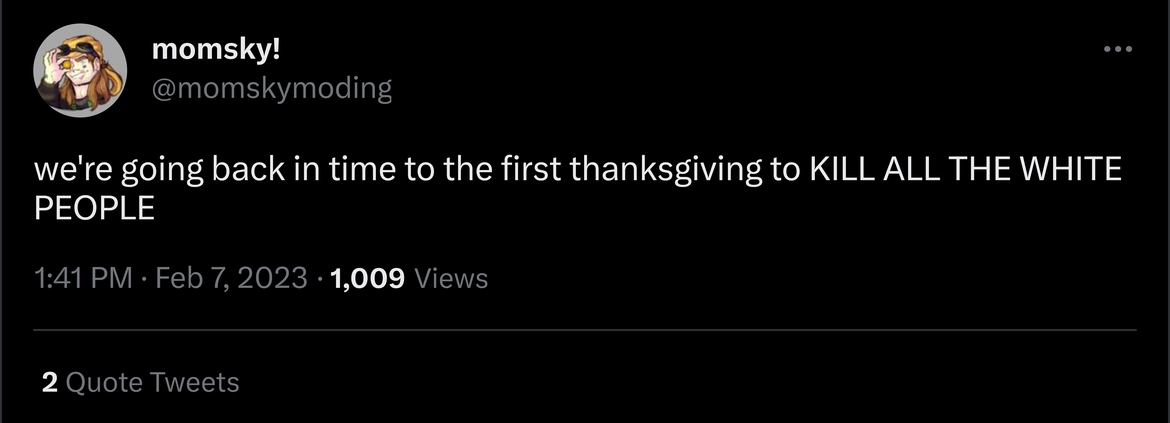 momsky!
@momskymoding
we're going back in time to the first thanksgiving to KILL ALL THE WHITE
PEOPLE
1:41 PM · Feb 7, 2023 · 1,009 Views
2 Quote Tweets